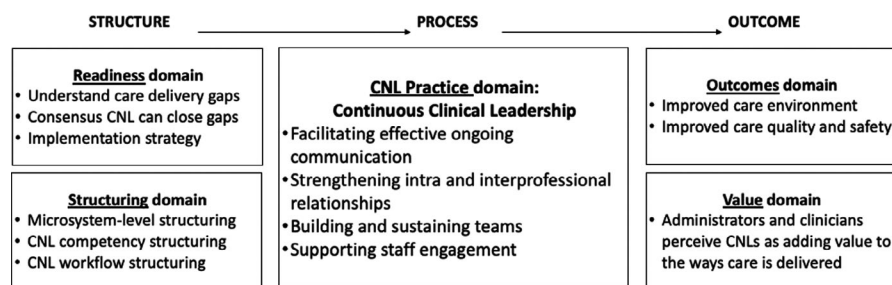 STRUCTURE
PROCESS
OUTCOME
Readiness domain
• Understand care delivery gaps
• Consensus CNL can close gaps
• Implementation strategy
Structuring domain
• Microsystem-level structuring
• CNL competency structuring
• CNL workflow structuring
CNL Practice domain:
Continuous Clinical Leadership
•Facilitating effective ongoing
communication
•Strengthening intra and interprofessional
relationships
•Building and sustaining teams
•Supporting staff engagement
Outcomes domain
• Improved care environment
• Improved care quality and safety
Value domain
• Administrators and clinicians
perceive CNLs as adding value to
the ways care is delivered